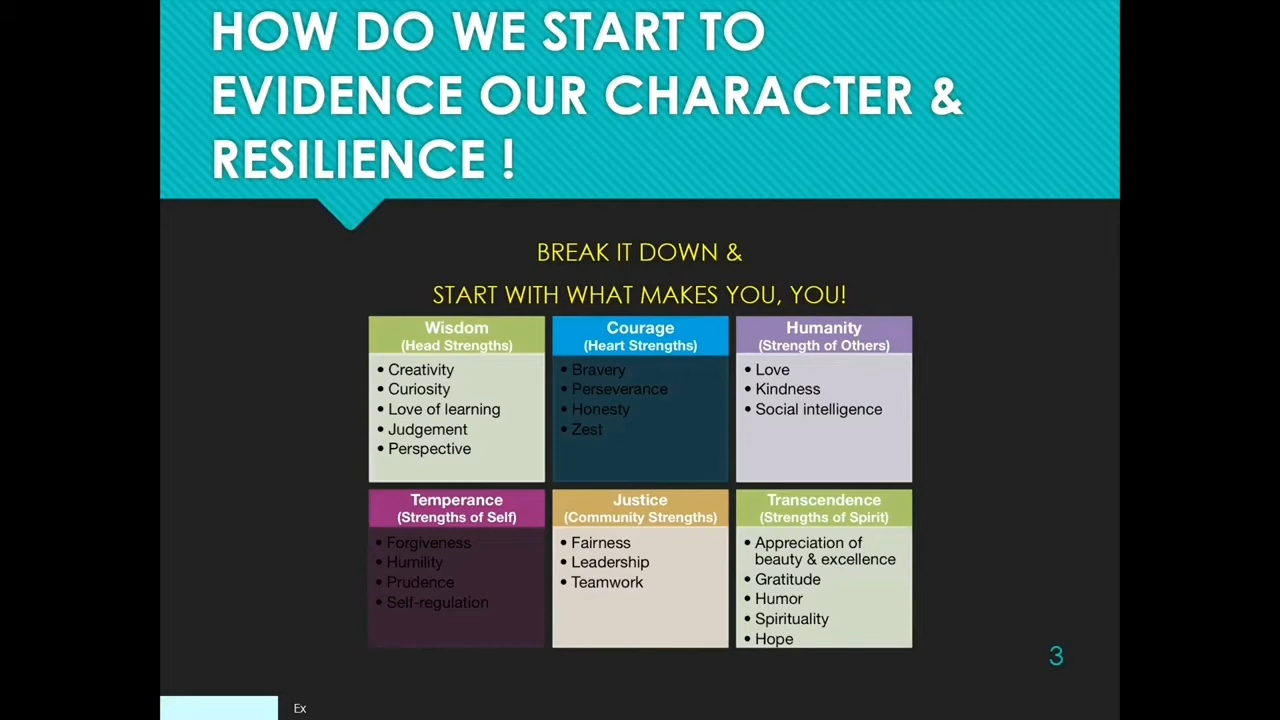 HOW DO WE START TO
EVIDENCE OUR CHARACTER &
RESILIENCE !
BREAK IT DOWN &
START WITH WHAT MAKES YOU, YOU!
Wisdom
(Head Strengths)
• Creativity
• Curiosity
• Love of learning
• Judgement
• Perspective
Courage
(Heart Strengths)
• Bravery
• Perseverance
• Honesty
• Zest
Humanity
(Strength of Others)
• Love
• Kindness
• Social intelligence
Temperance
(Strengths of Self)
• Forgiveness
• Humility
• Prudence
• Self-regulation
Justice
(Community Strengths)
• Fairness
• Leadership
• Teamwork
Transcendence
(Strengths of Spirit)
• Appreciation of
beauty & excellence
• Gratitude
• Humor
• Spirituality
• Hope
3
Ex